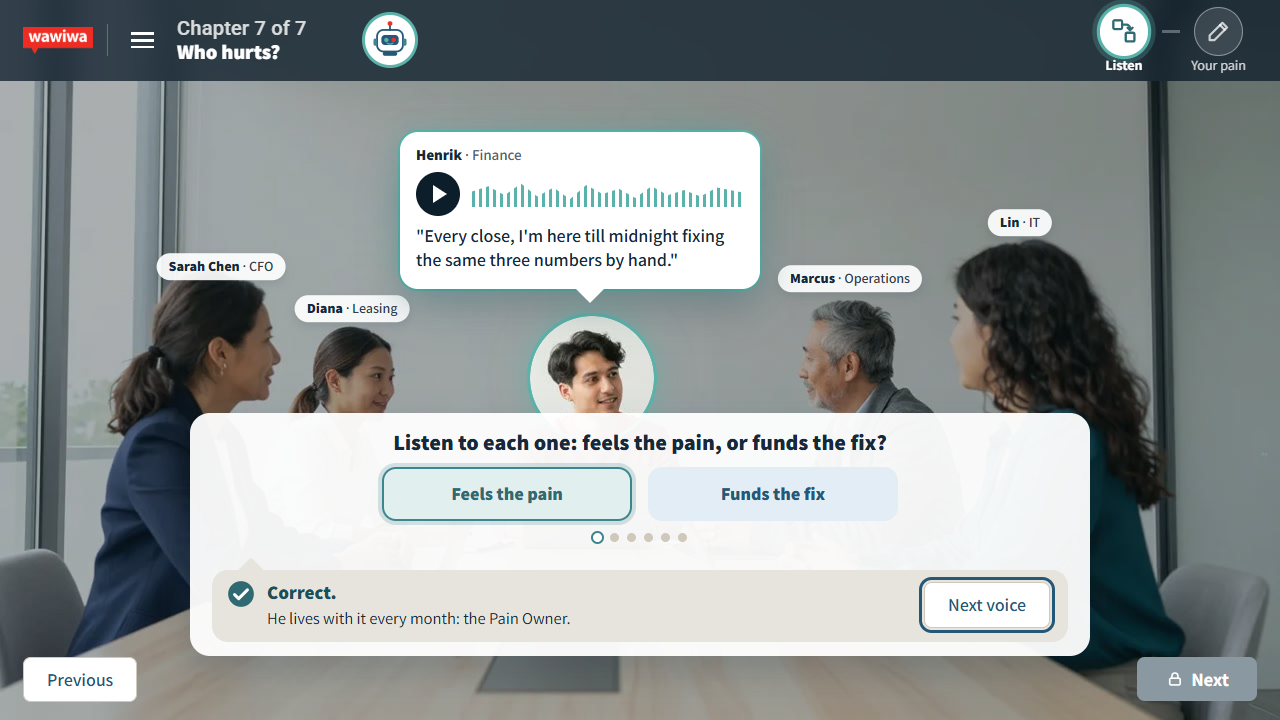 wawiwa
Chapter 7 of 7
Who hurts?
Listen
Your pain
Henrik · Finance
"Every close, I'm here till midnight fixing
the same three numbers by hand."
Lin · IT
Sarah Chen · CFO
Marcus · Operations
Diana · Leasing
Listen to each one: feels the pain, or funds the fix?
Feels the pain
Funds the fix
Correct.
He lives with it every month: the Pain Owner.
Next voice
Previous
Next